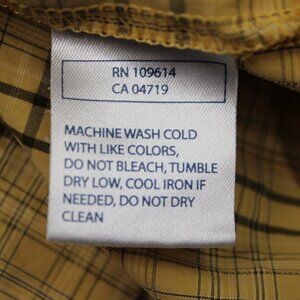 RN 109614
CA 04719
MACHINE WASH COLD
WITH LIKE COLORS,
DO NOT BLEACH, TUMBLE
DRY LOW, COOL IRON IF
NEEDED, DO NOT DRY
CLEAN